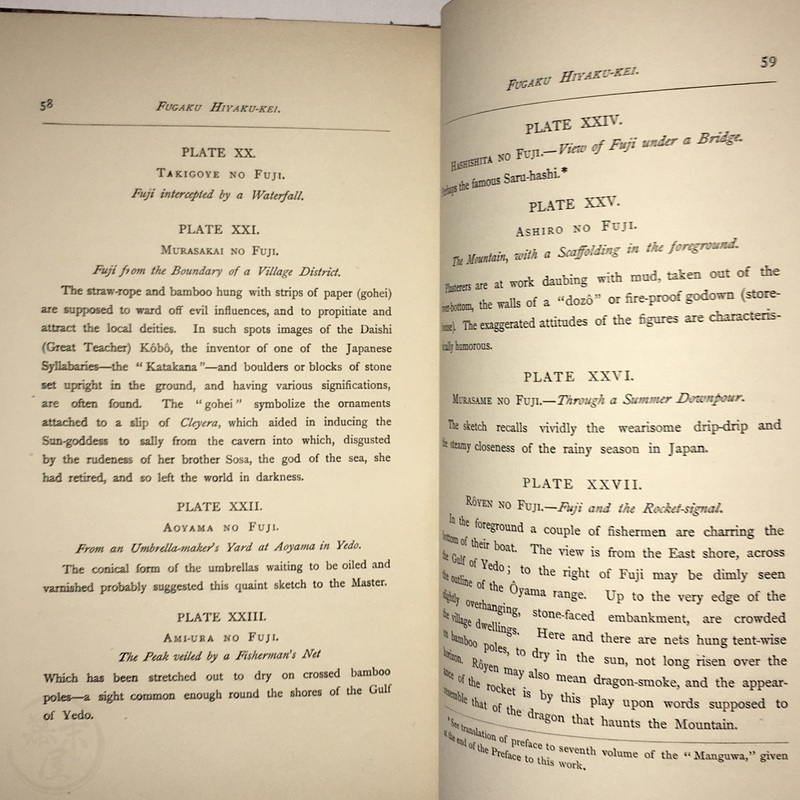 58
FUGAKU HIYAKU-KEI.
PLATE XX.
TAKIGOYE NO FUJI.
Fuji intercepted by a Waterfall.
PLATE XXI.
MURASAKAI NO FUJI.
Fuji from the Boundary of a Village District.
The straw-rope and bamboo hung with strips of paper (gohei)
are supposed to ward off evil influences, and to propitiate and
attract the local deities. In such spots images of the Daishi
(Great Teacher) Kôbô, the inventor of one of the Japanese
Syllabaries—the “Katakana”—and boulders or blocks of stone
set upright in the ground, and having various significations,
are often found. The “gohei” symbolize the ornaments
attached to a slip of Cleyera, which aided in inducing the
Sun-goddess to sally from the cavern into which, disgusted
by the rudeness of her brother Sosa, the god of the sea, she
had retired, and so left the world in darkness.
PLATE XXII.
AOYAMA NO FUJI.
From an Umbrella-maker's Yard at Aoyama in Yedo.
The conical form of the umbrellas waiting to be oiled and
varnished probably suggested this quaint sketch to the Master.
PLATE XXIII.
AMI-URA NO FUJI.
The Peak veiled by a Fisherman's Net
Which has been stretched out to dry on crossed bamboo
poles—a sight common enough round the shores of the Gulf
of Yedo.
FUGAKU HIYAKU-KEI.
59
PLATE XXIV.
HASHISHITA NO FUJI.—View of Fuji under a Bridge.
the famous Saru-hashi.*
PLATE XXV.
ASHIRO NO FUJI.
The Mountain, with a Scaffolding in the foreground.
Plasterers are at work daubing with mud, taken out of the
the walls of a “dozô” or fire-proof godown (store-
The exaggerated attitudes of the figures are characteris-
humorous.
PLATE XXVI.
MURASAME NO FUJI.—Through a Summer Downpour.
The sketch recalls vividly the wearisome drip-drip and
the steamy closeness of the rainy season in Japan.
PLATE XXVII.
RÔYEN NO FUJI.—Fuji and the Rocket-signal.
In the foreground a couple of fishermen are charring the
bottom of their boat. The view is from the East shore, across
the Gulf of Yedo; to the right of Fuji may be dimly seen
the outline of the Ôyama range. Up to the very edge of the
slightly overhanging, stone-faced embankment, are crowded
the village dwellings. Here and there are nets hung tent-wise
on bamboo poles, to dry in the sun, not long risen over the
horizon. Rôyen may also mean dragon-smoke, and the appear-
ance of the rocket is by this play upon words supposed to
resemble that of the dragon that haunts the Mountain.
* See translation of preface to seventh volume of the “Manguwa,” given
at the end of the Preface to this work.